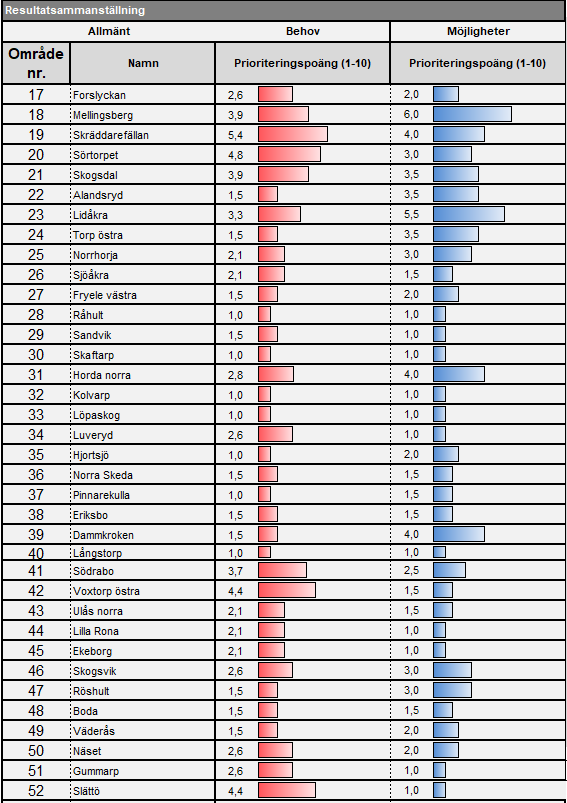 Resultatsammanställning
Allmänt Behov Möjligheter
Område nr. Namn Prioriteringspoäng (1-10) Prioriteringspoäng (1-10)
17 Forslyckan 2,6 2,0
18 Mellingsberg 3,9 6,0
19 Skräddarefällan 5,4 4,0
20 Sörtorpet 4,8 3,0
21 Skogsdal 3,9 3,5
22 Alandsryd 1,5 3,5
23 Lidåkra 3,3 5,5
24 Torp östra 1,5 3,5
25 Norrhorja 2,1 3,0
26 Sjöåkra 2,1 1,5
27 Fryele västra 1,5 2,0
28 Råhult 1,0 1,0
29 Sandvik 1,5 1,0
30 Skaftarp 1,0 1,0
31 Horda norra 2,8 4,0
32 Kolvarp 1,0 1,0
33 Löpaskog 1,0 1,0
34 Luveryd 2,6 1,0
35 Hjortsjö 1,0 2,0
36 Norra Skeda 1,5 1,5
37 Pinnarekulla 1,0 1,5
38 Eriksbo 1,5 1,5
39 Dammkroken 1,5 4,0
40 Långstorp 1,0 1,0
41 Södrabo 3,7 2,5
42 Voxtorp östra 4,4 1,5
43 Ulås norra 2,1 1,5
44 Lilla Rona 2,1 1,0
45 Ekeborg 2,1 1,0
46 Skogsvik 2,6 3,0
47 Röshult 1,5 3,0
48 Boda 1,5 1,5
49 Väderås 1,5 2,0
50 Näset 2,6 2,0
51 Gummarp 2,6 1,0
52 Slättö 4,4 1,0